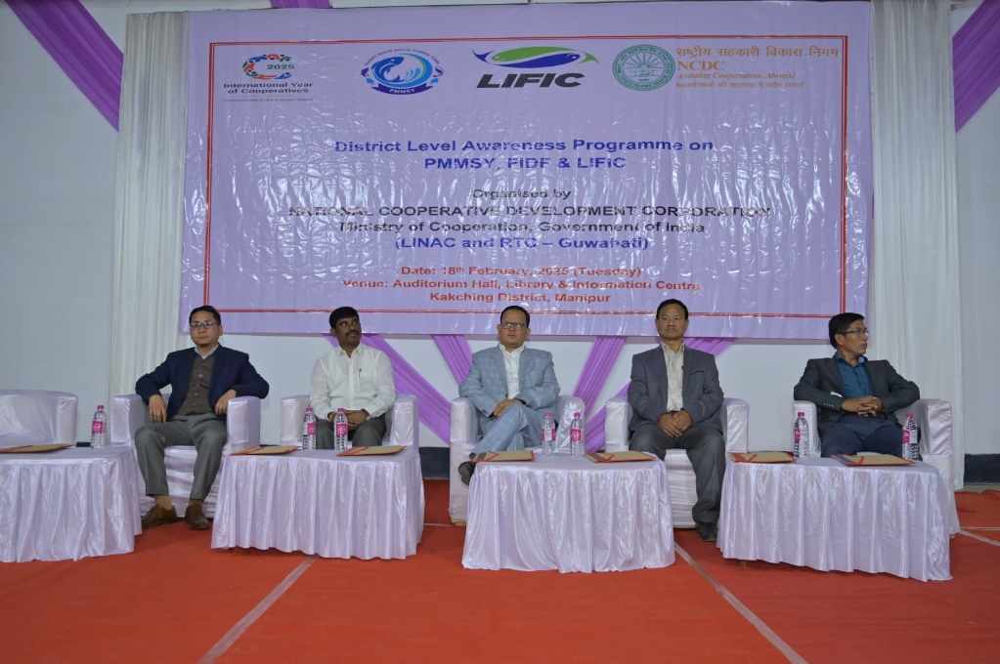 2025
International Year
of Cooperatives
PMMSY
LIFIC
राष्ट्रीय सहकारी विकास निगम
NCDC
Assisting Cooperatives. Always!
District Level Awareness Programme on
PMMSY, FIDF & LIFIC
Organised by
NATIONAL COOPERATIVE DEVELOPMENT CORPORATION
Ministry of Cooperation, Government of India
(LINAC and RTC – Guwahati)
Date: 18th February, 2025 (Tuesday)
Venue: Auditorium Hall, Library & Information Centre
Kakching District, Manipur